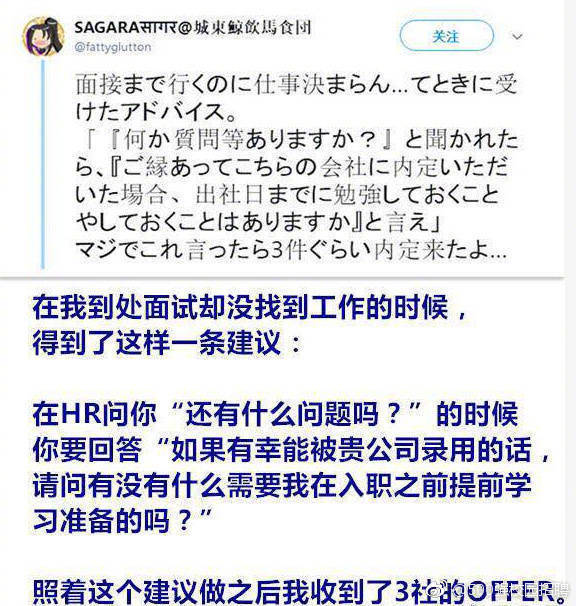 SAGARAसागर@城東鯨飲馬食団
@fattyglutton
关注
面接まで行くのに仕事決まらん…てときに受
けたアドバイス。
「『何か質問等ありますか？』と聞かれた
ら、『ご縁あってこちらの会社に内定いただ
いた場合、出社日までに勉強しておくこと
やしておくことはありますか』と言え」
マジでこれ言ったら3件ぐらい内定来たよ…
在我到处面试却没找到工作的时候，
得到了这样一条建议：
在HR问你“还有什么问题吗？”的时候
你要回答“如果有幸能被贵公司录用的话，
请问有没有什么需要我在入职之前提前学
习准备的吗？”
照着这个建议做之后我收到了3社的OFFER。